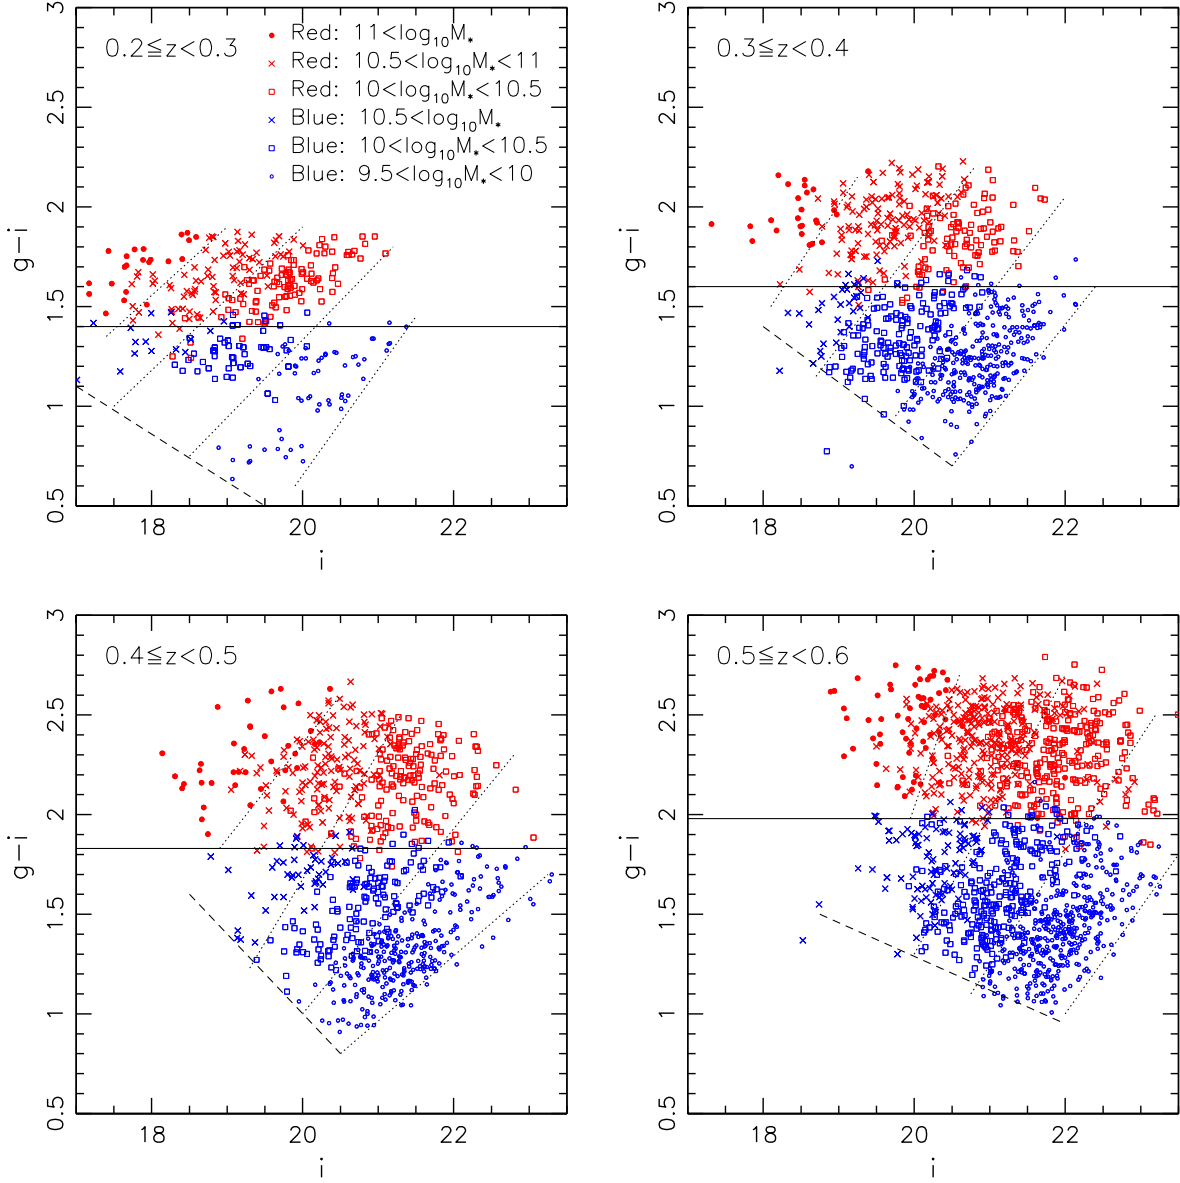 3
2.5
2
1.5
1
0.5
g−i
0.2≦z<0.3
Red: 11<log₁₀M*
Red: 10.5<log₁₀M*<11
Red: 10<log₁₀M*<10.5
Blue: 10.5<log₁₀M*
Blue: 10<log₁₀M*<10.5
Blue: 9.5<log₁₀M*<10
18 20 22
i
3
2.5
2
1.5
1
0.5
g−i
0.3≦z<0.4
18 20 22
i
3
2.5
2
1.5
1
0.5
g−i
0.4≦z<0.5
18 20 22
i
3
2.5
2
1.5
1
0.5
g−i
0.5≦z<0.6
18 20 22
i